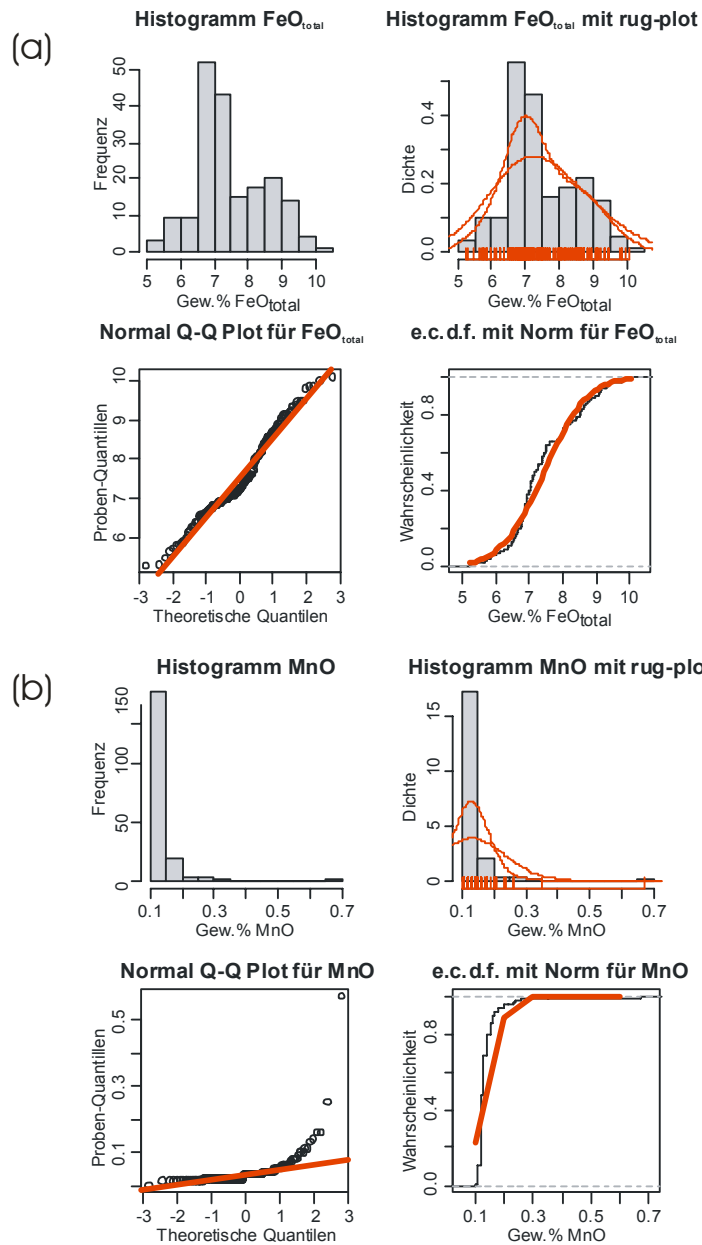 (a)
Histogramm FeOtotal
Frequenz
0 10 20 30 40 50
5 6 7 8 9 10
Gew.% FeOtotal
Histogramm FeOtotal mit rug-plot
Dichte
0.0 0.2 0.4
5 6 7 8 9 10
Gew.% FeOtotal
Normal Q-Q Plot für FeOtotal
Proben-Quantillen
6 7 8 9 10
-3 -2 -1 0 1 2 3
Theoretische Quantilen
e.c.d.f. mit Norm für FeOtotal
Wahrscheinlichkeit
0.0 0.4 0.8
5 6 7 8 9 10
Gew.% FeOtotal
(b)
Histogramm MnO
Frequenz
0 50 100 150
0.1 0.3 0.5 0.7
Gew.% MnO
Histogramm MnO mit rug-plo
Dichte
0 5 10 15
0.1 0.3 0.5 0.7
Gew.% MnO
Normal Q-Q Plot für MnO
Proben-Quantillen
0.1 0.3 0.5
-3 -2 -1 0 1 2 3
Theoretische Quantilen
e.c.d.f. mit Norm für MnO
Wahrscheinlichkeit
0.0 0.4 0.8
0.1 0.3 0.5 0.7
Gew.% MnO